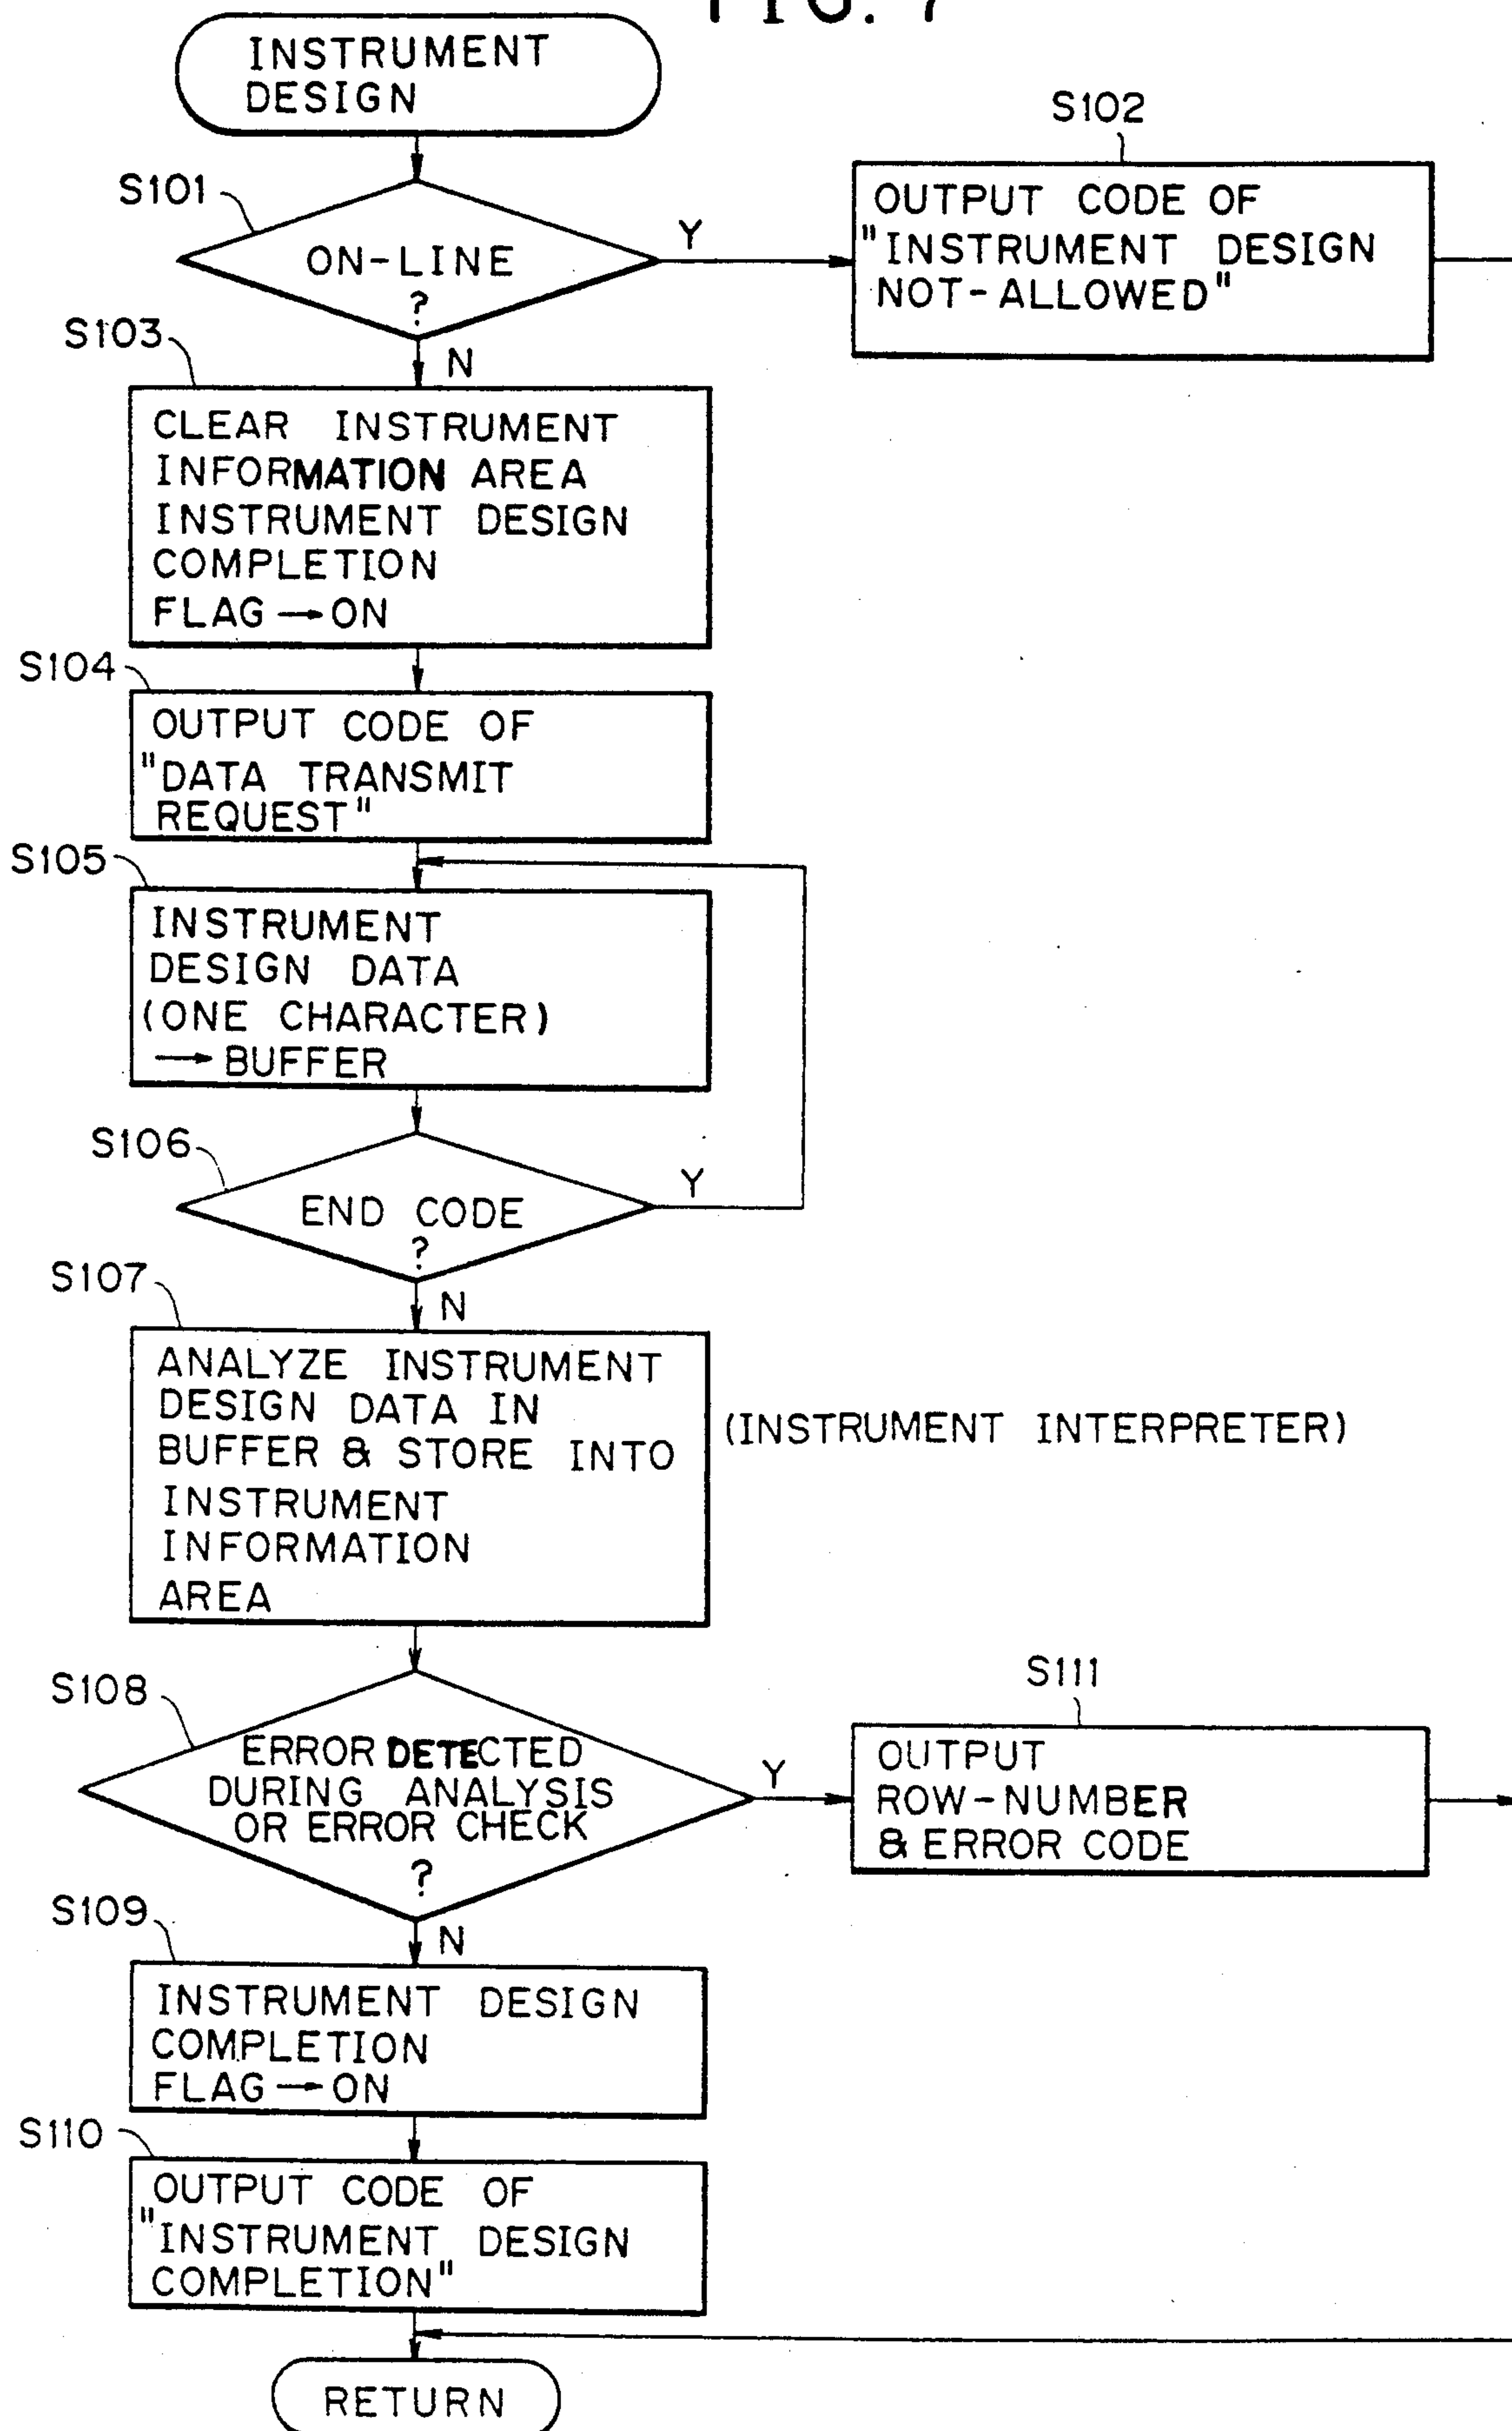 FIG. 7
INSTRUMENT
DESIGN
S101
ON-LINE
?
Y
N
S102
OUTPUT CODE OF
"INSTRUMENT DESIGN
NOT-ALLOWED"
S103
CLEAR INSTRUMENT
INFORMATION AREA
INSTRUMENT DESIGN
COMPLETION
FLAG → ON
S104
OUTPUT CODE OF
"DATA TRANSMIT
REQUEST"
S105
INSTRUMENT
DESIGN DATA
(ONE CHARACTER)
→ BUFFER
S106
END CODE
?
Y
N
S107
ANALYZE INSTRUMENT
DESIGN DATA IN
BUFFER & STORE INTO
INSTRUMENT
INFORMATION
AREA
(INSTRUMENT INTERPRETER)
S108
ERROR DETECTED
DURING ANALYSIS
OR ERROR CHECK
?
Y
N
S111
OUTPUT
ROW-NUMBER
& ERROR CODE
S109
INSTRUMENT DESIGN
COMPLETION
FLAG → ON
S110
OUTPUT CODE OF
"INSTRUMENT DESIGN
COMPLETION"
RETURN